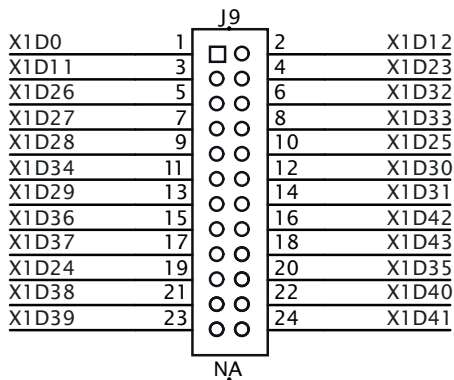 J9
X1D0 1 2 X1D12
X1D11 3 4 X1D23
X1D26 5 6 X1D32
X1D27 7 8 X1D33
X1D28 9 10 X1D25
X1D34 11 12 X1D30
X1D29 13 14 X1D31
X1D36 15 16 X1D42
X1D37 17 18 X1D43
X1D24 19 20 X1D35
X1D38 21 22 X1D40
X1D39 23 24 X1D41
NA